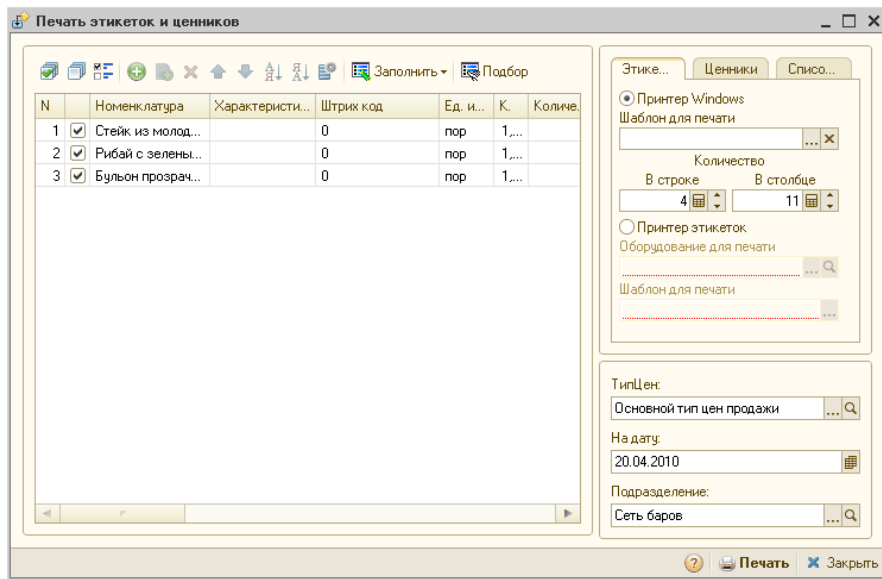 Печать этикеток и ценников
Заполнить Подбор
N Номенклатура Характеристи... Штрих код Ед. и... К. Количе.
1 Стейк из молод... 0 пор 1,...
2 Рибай с зелены... 0 пор 1,...
3 Бульон прозрач... 0 пор 1,...
Этике... Ценники Списо...
Принтер Windows
Шаблон для печати
Количество
В строке В столбце
4 11
Принтер этикеток
Оборудование для печати
Шаблон для печати
ТипЦен:
Основной тип цен продажи
На дату:
20.04.2010
Подразделение:
Сеть баров
Печать Закрыть